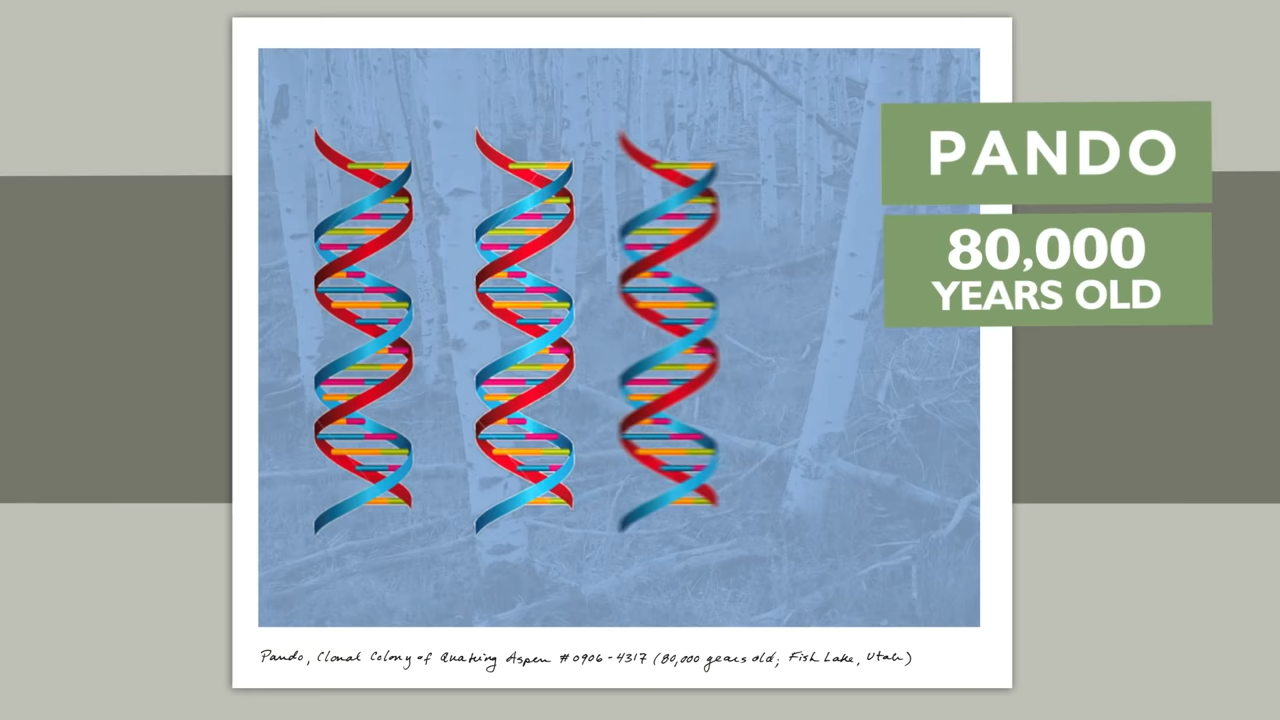 PANDO
80,000
YEARS OLD
Pando, Clonal Colony of Quaking Aspen #0906-4317 (80,000 years old; Fish Lake, Utah)